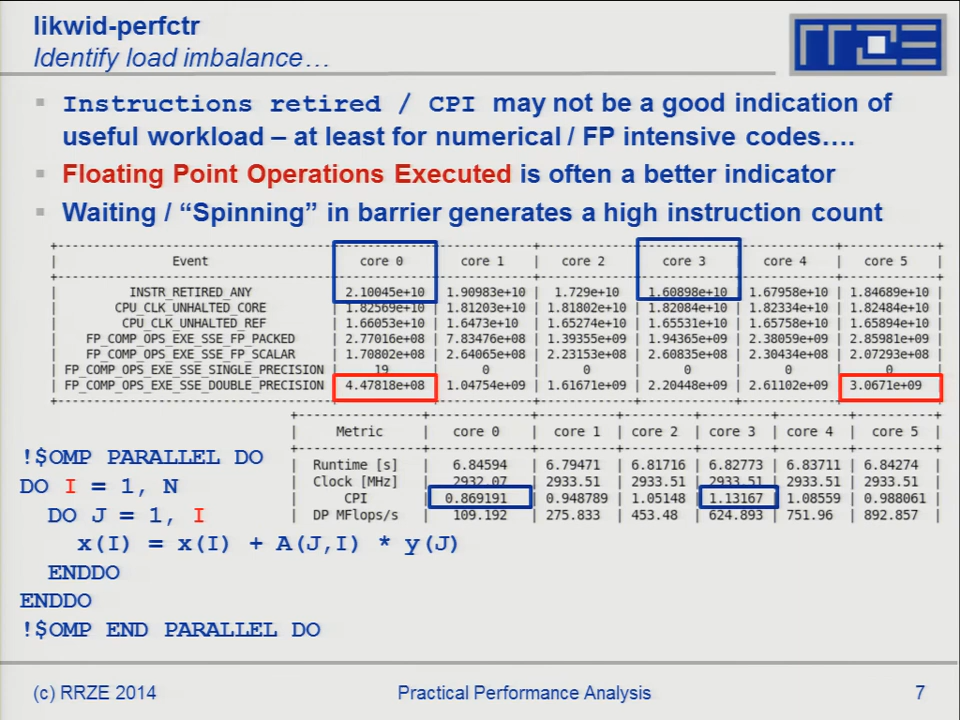 likwid-perfctr
Identify load imbalance…
RRZE
▪ Instructions retired / CPI may not be a good indication of
useful workload – at least for numerical / FP intensive codes….
▪ Floating Point Operations Executed is often a better indicator
▪ Waiting / “Spinning” in barrier generates a high instruction count
| Event | core 0 | core 1 | core 2 | core 3 | core 4 | core 5 |
| INSTR_RETIRED_ANY | 2.10045e+10 | 1.90983e+10 | 1.729e+10 | 1.60898e+10 | 1.67958e+10 | 1.84689e+10 |
| CPU_CLK_UNHALTED_CORE | 1.82569e+10 | 1.81203e+10 | 1.81802e+10 | 1.82084e+10 | 1.82334e+10 | 1.82484e+10 |
| CPU_CLK_UNHALTED_REF | 1.66053e+10 | 1.6473e+10 | 1.65274e+10 | 1.65531e+10 | 1.65758e+10 | 1.65894e+10 |
| FP_COMP_OPS_EXE_SSE_FP_PACKED | 2.77016e+08 | 7.83476e+08 | 1.39355e+09 | 1.94365e+09 | 2.38059e+09 | 2.85981e+09 |
| FP_COMP_OPS_EXE_SSE_FP_SCALAR | 1.70802e+08 | 2.64065e+08 | 2.23153e+08 | 2.60835e+08 | 2.30434e+08 | 2.07293e+08 |
| FP_COMP_OPS_EXE_SSE_SINGLE_PRECISION | 19 | 0 | 0 | 0 | 0 | 0 |
| FP_COMP_OPS_EXE_SSE_DOUBLE_PRECISION | 4.47818e+08 | 1.04754e+09 | 1.61671e+09 | 2.20448e+09 | 2.61102e+09 | 3.0671e+09 |
| Metric | core 0 | core 1 | core 2 | core 3 | core 4 | core 5 |
| Runtime [s] | 6.84594 | 6.79471 | 6.81716 | 6.82773 | 6.83711 | 6.84274 |
| Clock [MHz] | 2932.07 | 2933.51 | 2933.51 | 2933.51 | 2933.51 | 2933.51 |
| CPI | 0.869191 | 0.948789 | 1.05148 | 1.13167 | 1.08559 | 0.988061 |
| DP MFlops/s | 109.192 | 275.833 | 453.48 | 624.893 | 751.96 | 892.857 |
!$OMP PARALLEL DO
DO I = 1, N
DO J = 1, I
x(I) = x(I) + A(J,I) * y(J)
ENDDO
ENDDO
!$OMP END PARALLEL DO
(c) RRZE 2014
Practical Performance Analysis
7